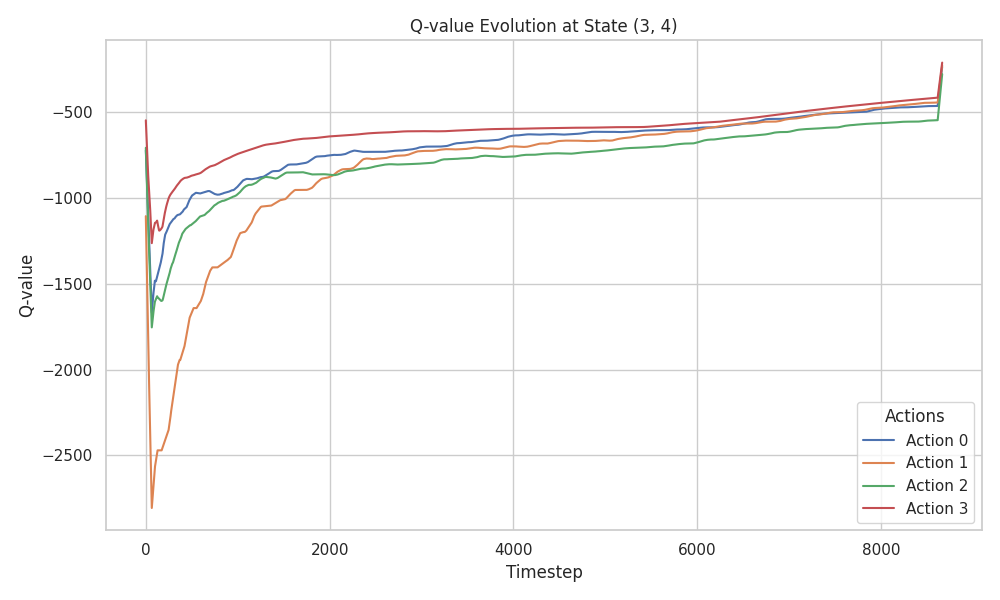 Q-value Evolution at State (3, 4)
Q-value
−500
−1000
−1500
−2000
−2500
0
2000
4000
6000
8000
Timestep
Actions
Action 0
Action 1
Action 2
Action 3